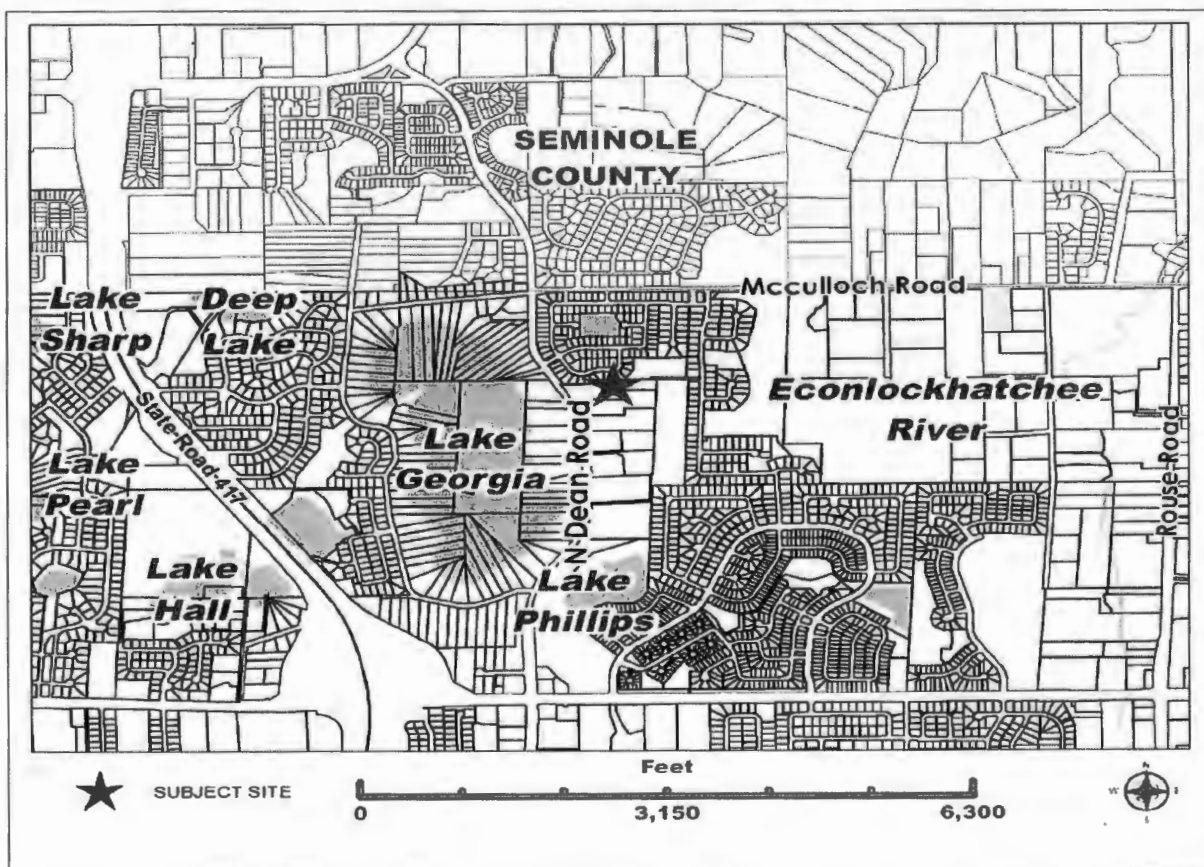 SEMINOLE
COUNTY
Mcculloch Road
Lake
Sharp
Deep
Lake
Econlockhatchee
River
State-Road-417
Lake
Georgia
N-Dean-Road
Rouse-Road
Lake
Pearl
Lake
Hall
Lake
Phillips
SUBJECT SITE
Feet
0
3,150
6,300
N
W
E
S